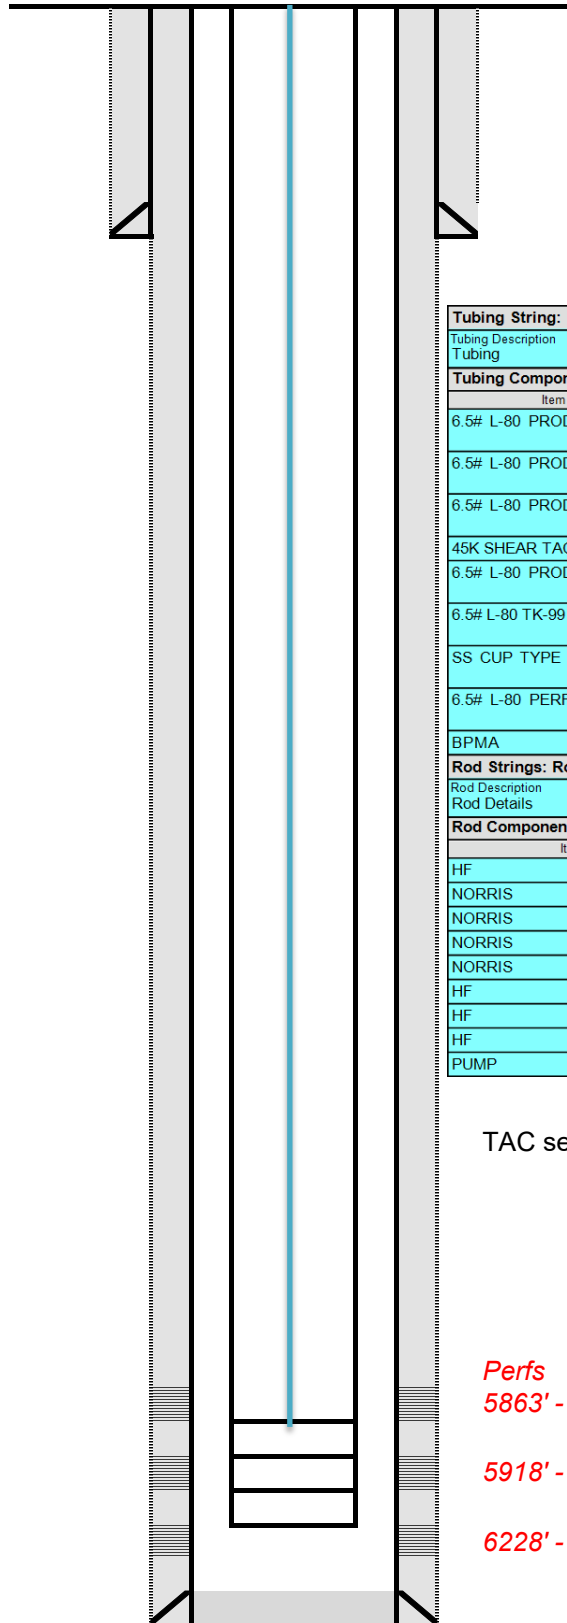 Tubing String:
Tubing Description
Tubing
Tubing Compon
Item
6.5# L-80 PROD
6.5# L-80 PROD
6.5# L-80 PROD
45K SHEAR TAC
6.5# L-80 PROD
6.5# L-80 TK-99
SS CUP TYPE
6.5# L-80 PERF
BPMA
Rod Strings: Ro
Rod Description
Rod Details
Rod Componen
It
HF
NORRIS
NORRIS
NORRIS
NORRIS
HF
HF
HF
PUMP
TAC se
Perfs
5863' -
5918' -
6228' -